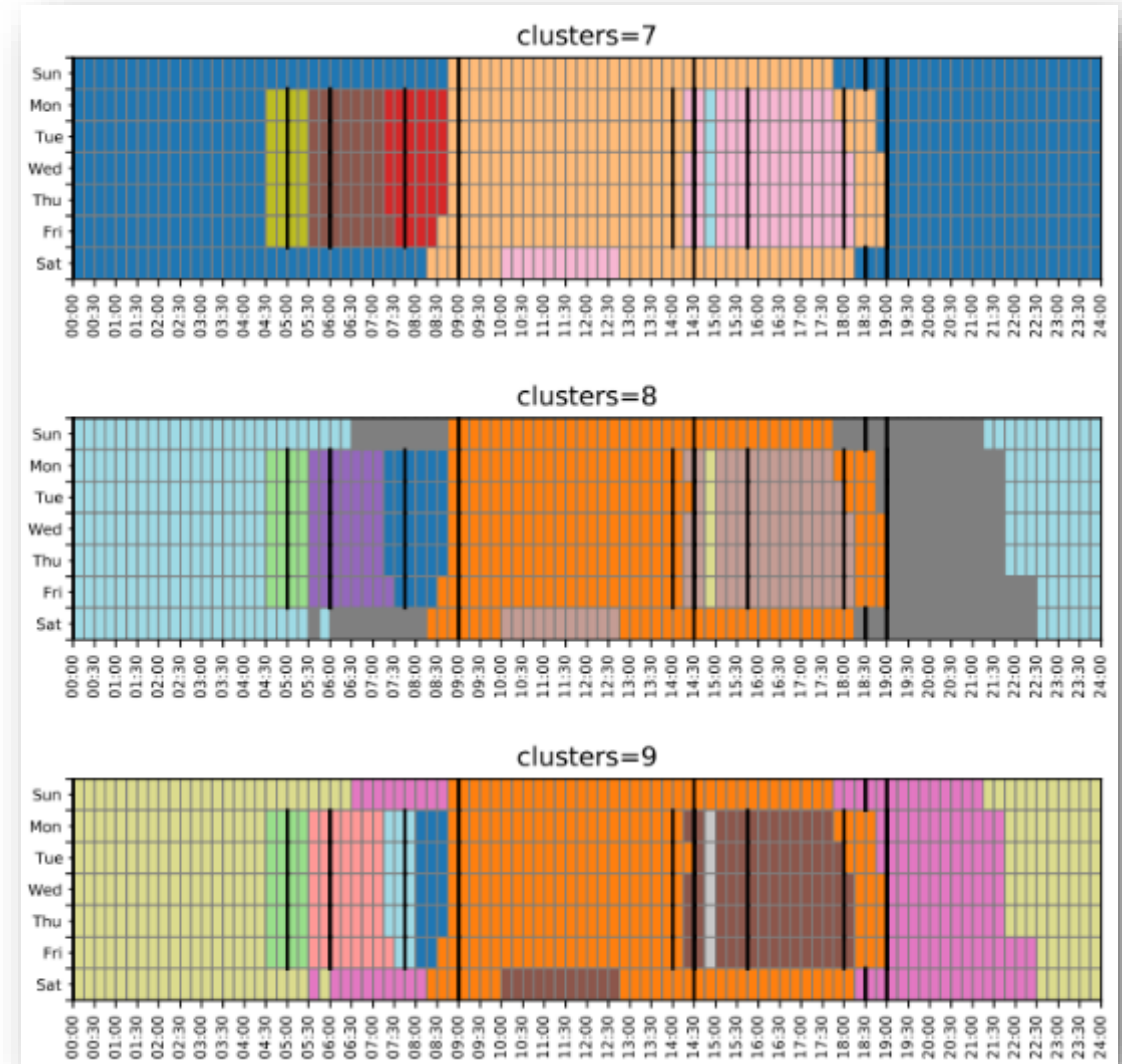 clusters=7
Sun
Mon
Tue
Wed
Thu
Fri
Sat
00:00 00:30 01:00 01:30 02:00 02:30 03:00 03:30 04:00 04:30 05:00 05:30 06:00 06:30 07:00 07:30 08:00 08:30 09:00 09:30 10:00 10:30 11:00 11:30 12:00 12:30 13:00 13:30 14:00 14:30 15:00 15:30 16:00 16:30 17:00 17:30 18:00 18:30 19:00 19:30 20:00 20:30 21:00 21:30 22:00 22:30 23:00 23:30 24:00
clusters=8
Sun
Mon
Tue
Wed
Thu
Fri
Sat
00:00 00:30 01:00 01:30 02:00 02:30 03:00 03:30 04:00 04:30 05:00 05:30 06:00 06:30 07:00 07:30 08:00 08:30 09:00 09:30 10:00 10:30 11:00 11:30 12:00 12:30 13:00 13:30 14:00 14:30 15:00 15:30 16:00 16:30 17:00 17:30 18:00 18:30 19:00 19:30 20:00 20:30 21:00 21:30 22:00 22:30 23:00 23:30 24:00
clusters=9
Sun
Mon
Tue
Wed
Thu
Fri
Sat
00:00 00:30 01:00 01:30 02:00 02:30 03:00 03:30 04:00 04:30 05:00 05:30 06:00 06:30 07:00 07:30 08:00 08:30 09:00 09:30 10:00 10:30 11:00 11:30 12:00 12:30 13:00 13:30 14:00 14:30 15:00 15:30 16:00 16:30 17:00 17:30 18:00 18:30 19:00 19:30 20:00 20:30 21:00 21:30 22:00 22:30 23:00 23:30 24:00